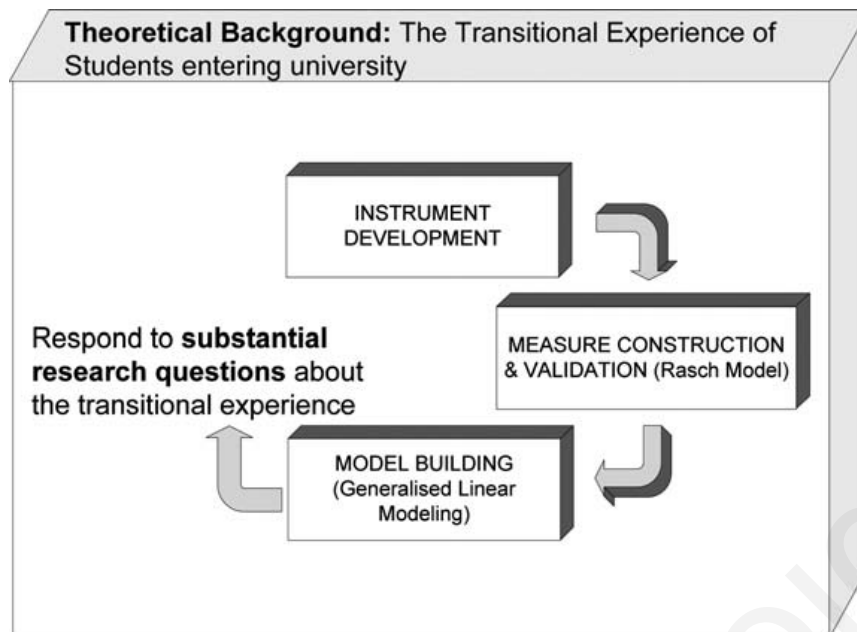 Theoretical Background: The Transitional Experience of
Students entering university
INSTRUMENT
DEVELOPMENT
MEASURE CONSTRUCTION
& VALIDATION (Rasch Model)
Respond to substantial
research questions about
the transitional experience
MODEL BUILDING
(Generalised Linear
Modeling)